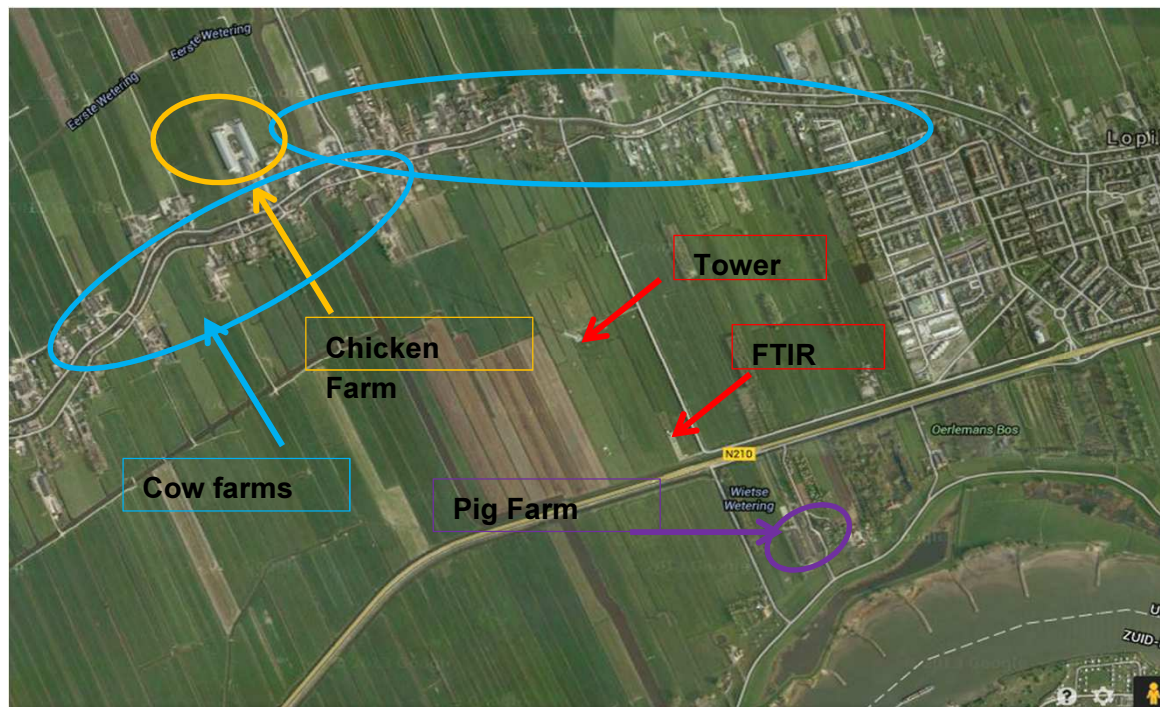 Eerste Wetering
Eerste Wetering
Lopi
Tower
Chicken
Farm
FTIR
Oerlemans Bos
N210
Cow farms
Pig Farm
Wietse
Wetering
U
ZUID-
?